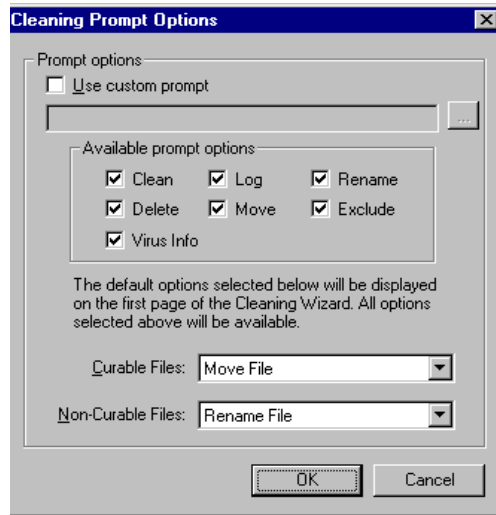 Cleaning Prompt Options
Prompt options
Use custom prompt
...
Available prompt options
Clean Log Rename
Delete Move Exclude
Virus Info
The default options selected below will be displayed
on the first page of the Cleaning Wizard. All options
selected above will be available.
Curable Files: Move File
Non-Curable Files: Rename File
OK Cancel